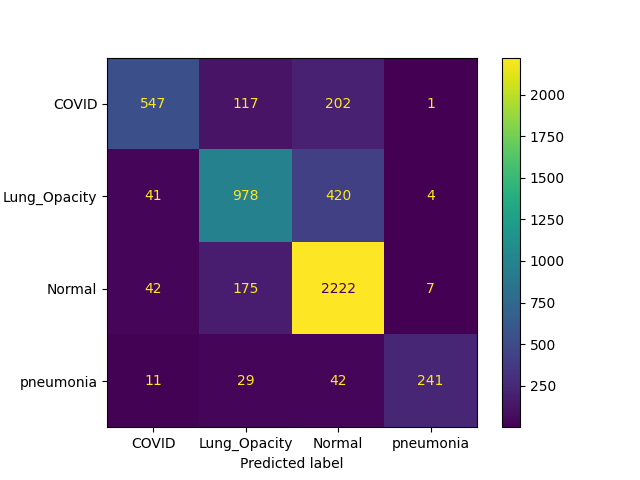 COVID 547 117 202 1
Lung_Opacity 41 978 420 4
Normal 42 175 2222 7
pneumonia 11 29 42 241
COVID Lung_Opacity Normal pneumonia
Predicted label
2000
1750
1500
1250
1000
750
500
250